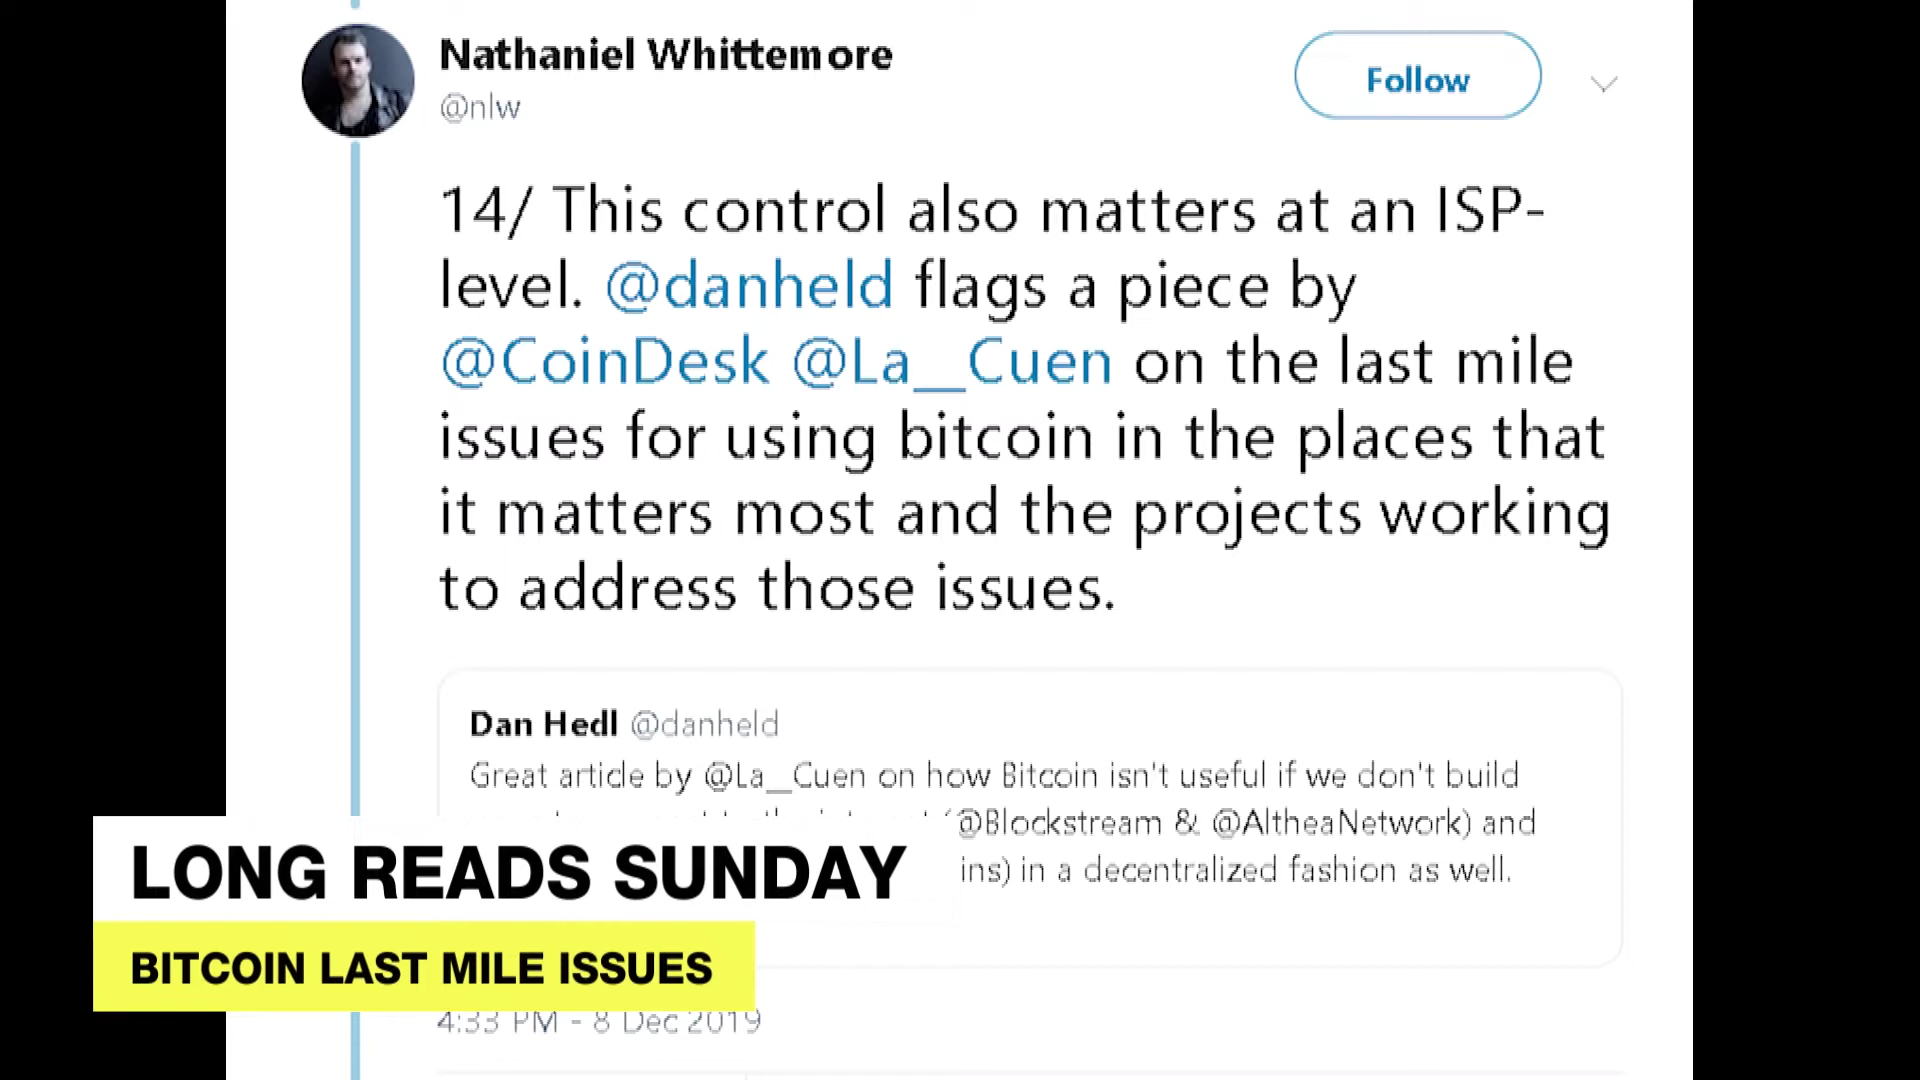 Nathaniel Whittemore
@nlw
Follow
14/ This control also matters at an ISP-
level. @danheld flags a piece by
@CoinDesk @La__Cuen on the last mile
issues for using bitcoin in the places that
it matters most and the projects working
to address those issues.
Dan Hedl @danheld
Great article by @La__Cuen on how Bitcoin isn't useful if we don't build
@Blockstream & @AltheaNetwork) and
ins) in a decentralized fashion as well.
LONG READS SUNDAY
BITCOIN LAST MILE ISSUES
4:33 PM - 8 Dec 2019